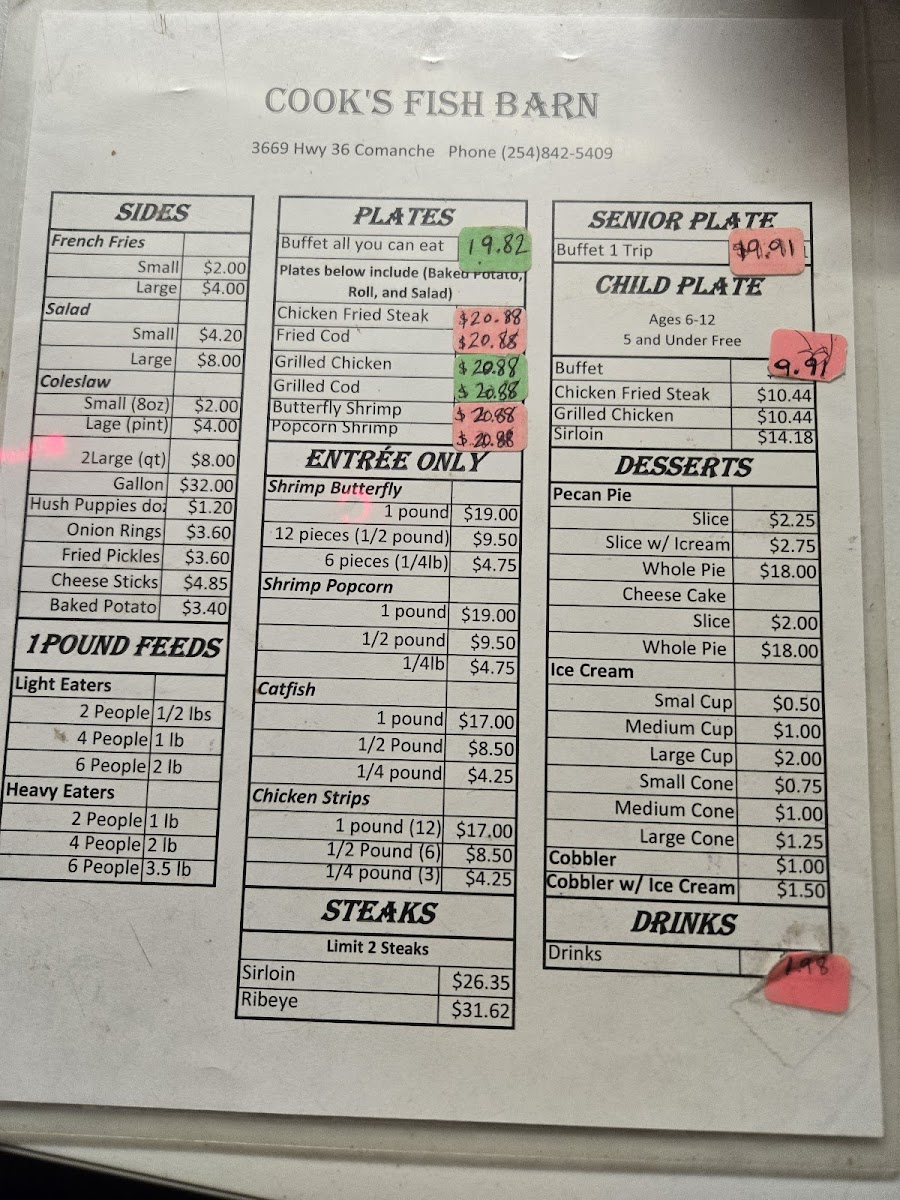 COOK'S FISH BARN
3669 Hwy 36 Comanche Phone (254)842-5409
SIDES
French Fries
Small $2.00
Large $4.00
Salad
Small $4.20
Large $8.00
Coleslaw
Small (8oz) $2.00
Lage (pint) $4.00
2Large (qt) $8.00
Gallon $32.00
Hush Puppies doz $1.20
Onion Rings $3.60
Fried Pickles $3.60
Cheese Sticks $4.85
Baked Potato $3.40
1 POUND FEEDS
Light Eaters
2 People 1/2 lbs
4 People 1 lb
6 People 2 lb
Heavy Eaters
2 People 1 lb
4 People 2 lb
6 People 3.5 lb
PLATES
Buffet all you can eat 19.82
Plates below include (Baked Potato,
Roll, and Salad)
Chicken Fried Steak $20.88
Fried Cod $20.88
Grilled Chicken $20.88
Grilled Cod $20.88
Butterfly Shrimp $20.88
Popcorn Shrimp $20.88
ENTRÉE ONLY
Shrimp Butterfly
1 pound $19.00
12 pieces (1/2 pound) $9.50
6 pieces (1/4lb) $4.75
Shrimp Popcorn
1 pound $19.00
1/2 pound $9.50
1/4lb $4.75
Catfish
1 pound $17.00
1/2 Pound $8.50
1/4 pound $4.25
Chicken Strips
1 pound (12) $17.00
1/2 Pound (6) $8.50
1/4 pound (3) $4.25
STEAKS
Limit 2 Steaks
Sirloin $26.35
Ribeye $31.62
SENIOR PLATE
Buffet 1 Trip $9.91
CHILD PLATE
Ages 6-12
5 and Under Free
Buffet 9.91
Chicken Fried Steak $10.44
Grilled Chicken $10.44
Sirloin $14.18
DESSERTS
Pecan Pie
Slice $2.25
Slice w/ Icream $2.75
Whole Pie $18.00
Cheese Cake
Slice $2.00
Whole Pie $18.00
Ice Cream
Smal Cup $0.50
Medium Cup $1.00
Large Cup $2.00
Small Cone $0.75
Medium Cone $1.00
Large Cone $1.25
Cobbler $1.00
Cobbler w/ Ice Cream $1.50
DRINKS
Drinks 1.98